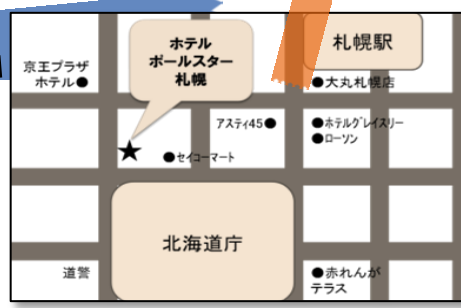 ホテル
ポールスター
札幌
札幌駅
京王プラザ
ホテル●
●大丸札幌店
アスティ45●
●ホテルグレイスリー
●ローソン
★
●セイコーマート
北海道庁
道警
●赤れんが
テラス